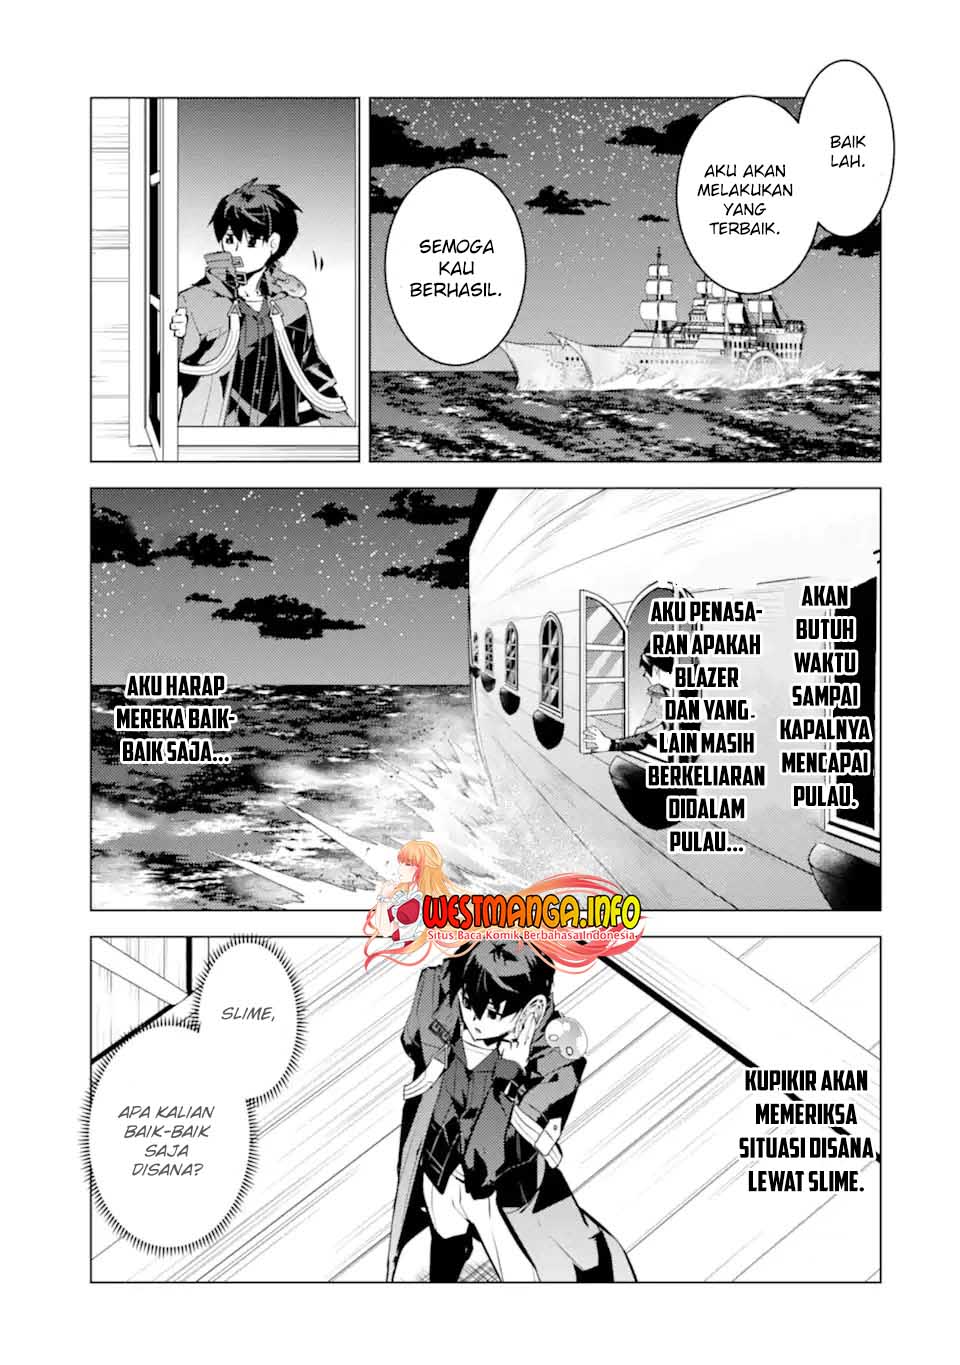 BAIK
LAH.
AKU AKAN
MELAKUKAN
YANG
TERBAIK.
SEMOGA
KAU
BERHASIL.
AKAN
BUTUH
WAKTU
SAMPAI
KAPALNYA
MENCAPAI
PULAU.
AKU PENASA-
RAN APAKAH
BLAZER
DAN YANG
LAIN MASIH
BERKELIARAN
DIDALAM
PULAU...
AKU HARAP
MEREKA BAIK-
BAIK SAJA...
WESTMANGA.INFO
Situs Baca Komik Berbahasa Indonesia
KUPIKIR AKAN
MEMERIKSA
SITUASI DISANA
LEWAT SLIME.
SLIME,
APA KALIAN
BAIK-BAIK
SAJA
DISANA?